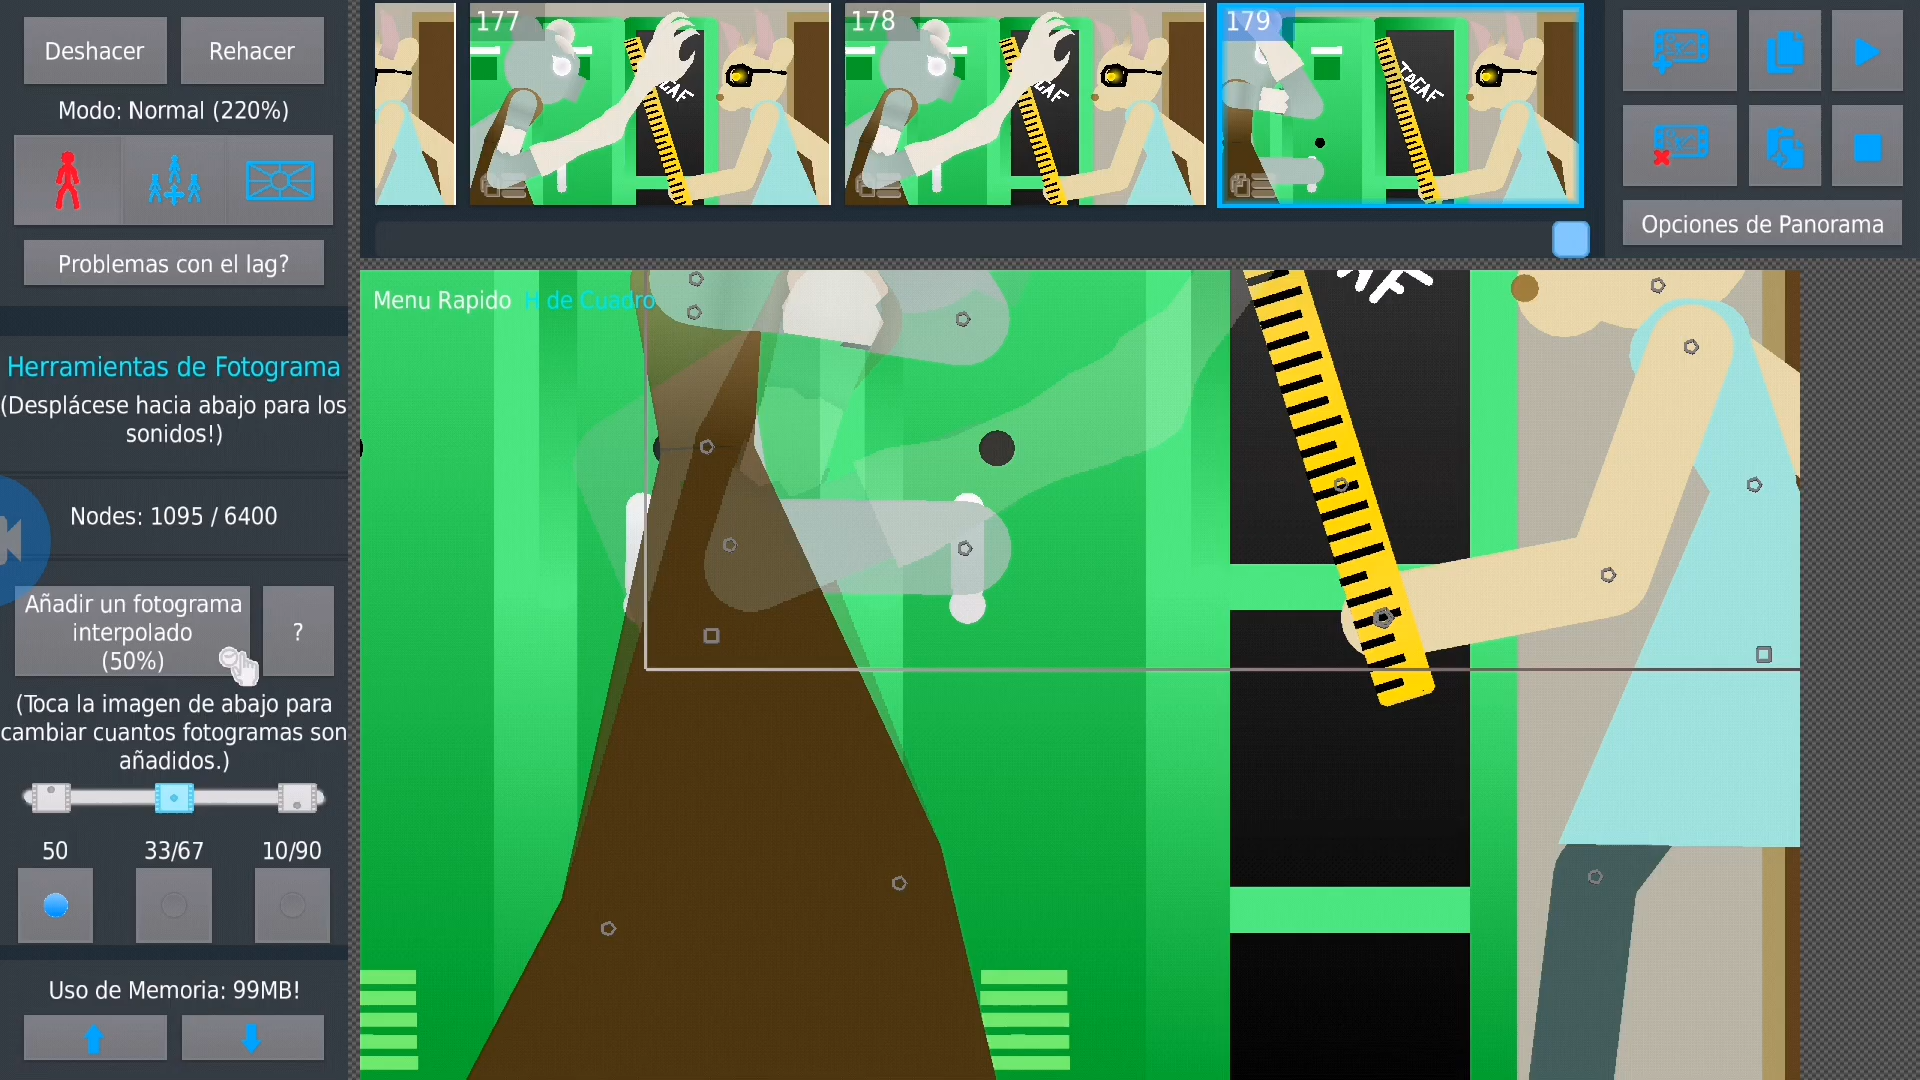 Deshacer
Rehacer
Modo: Normal (220%)
Problemas con el lag?
Herramientas de Fotograma
(Desplácese hacia abajo para los
sonidos!)
Nodes: 1095 / 6400
Añadir un fotograma
interpolado
(50%)
?
(Toca la imagen de abajo para
cambiar cuantos fotogramas son
añadidos.)
50
33/67
10/90
Uso de Memoria: 99MB!
177
178
179
Opciones de Panorama
Menu Rapido
H de Cuadro